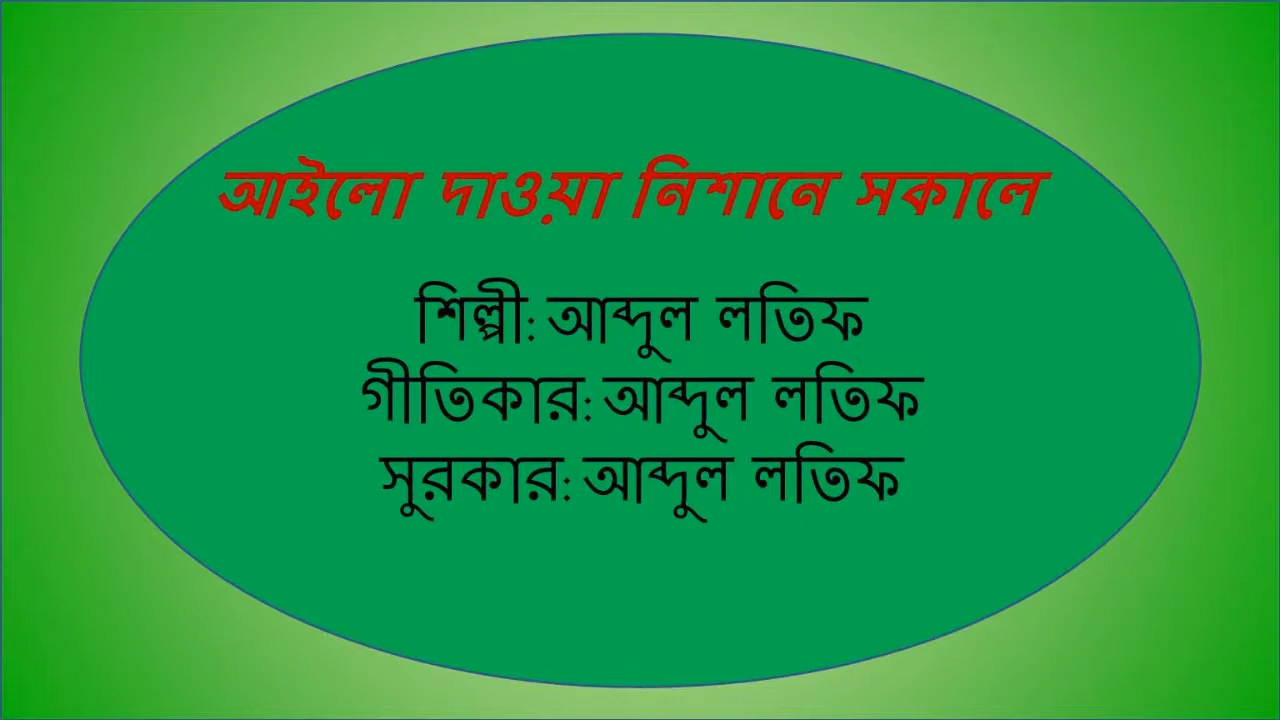 আইলো দাওয়া নিশানে সকালে
শিল্পী: আব্দুল লতিফ
গীতিকার: আব্দুল লতিফ
সুরকার: আব্দুল লতিফ